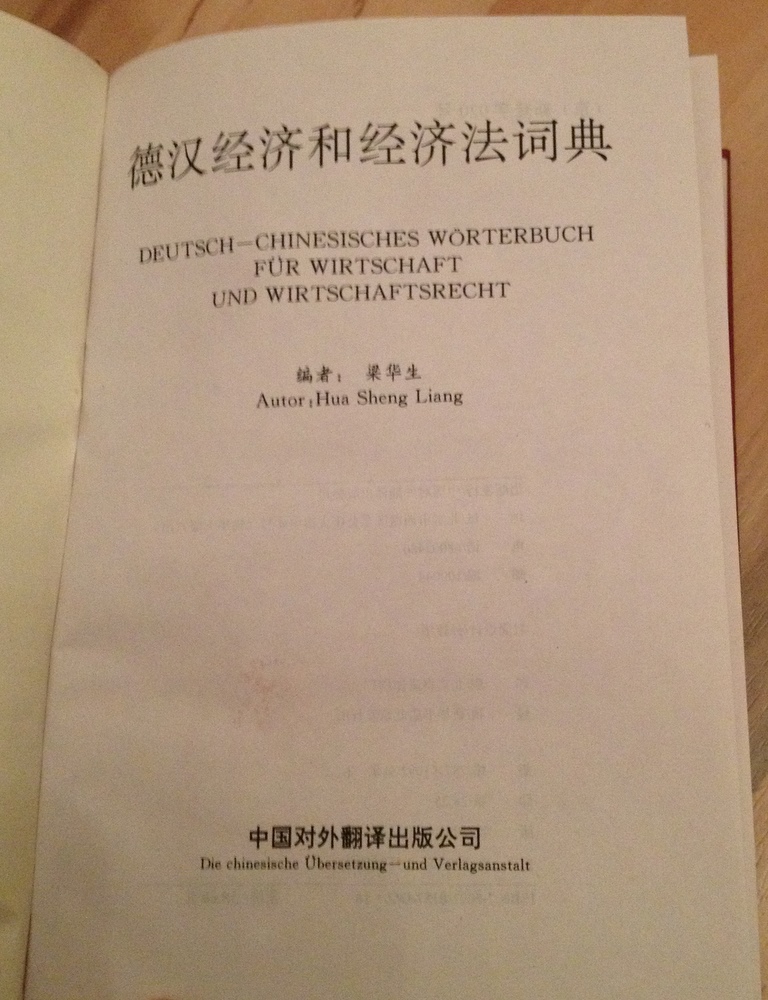 德汉经济和经济法词典
DEUTSCH—CHINESISCHES WÖRTERBUCH
FÜR WIRTSCHAFT
UND WIRTSCHAFTSRECHT
编者： 梁华生
Autor:Hua Sheng Liang
中国对外翻译出版公司
Die chinesische Übersetzung—und Verlagsanstalt